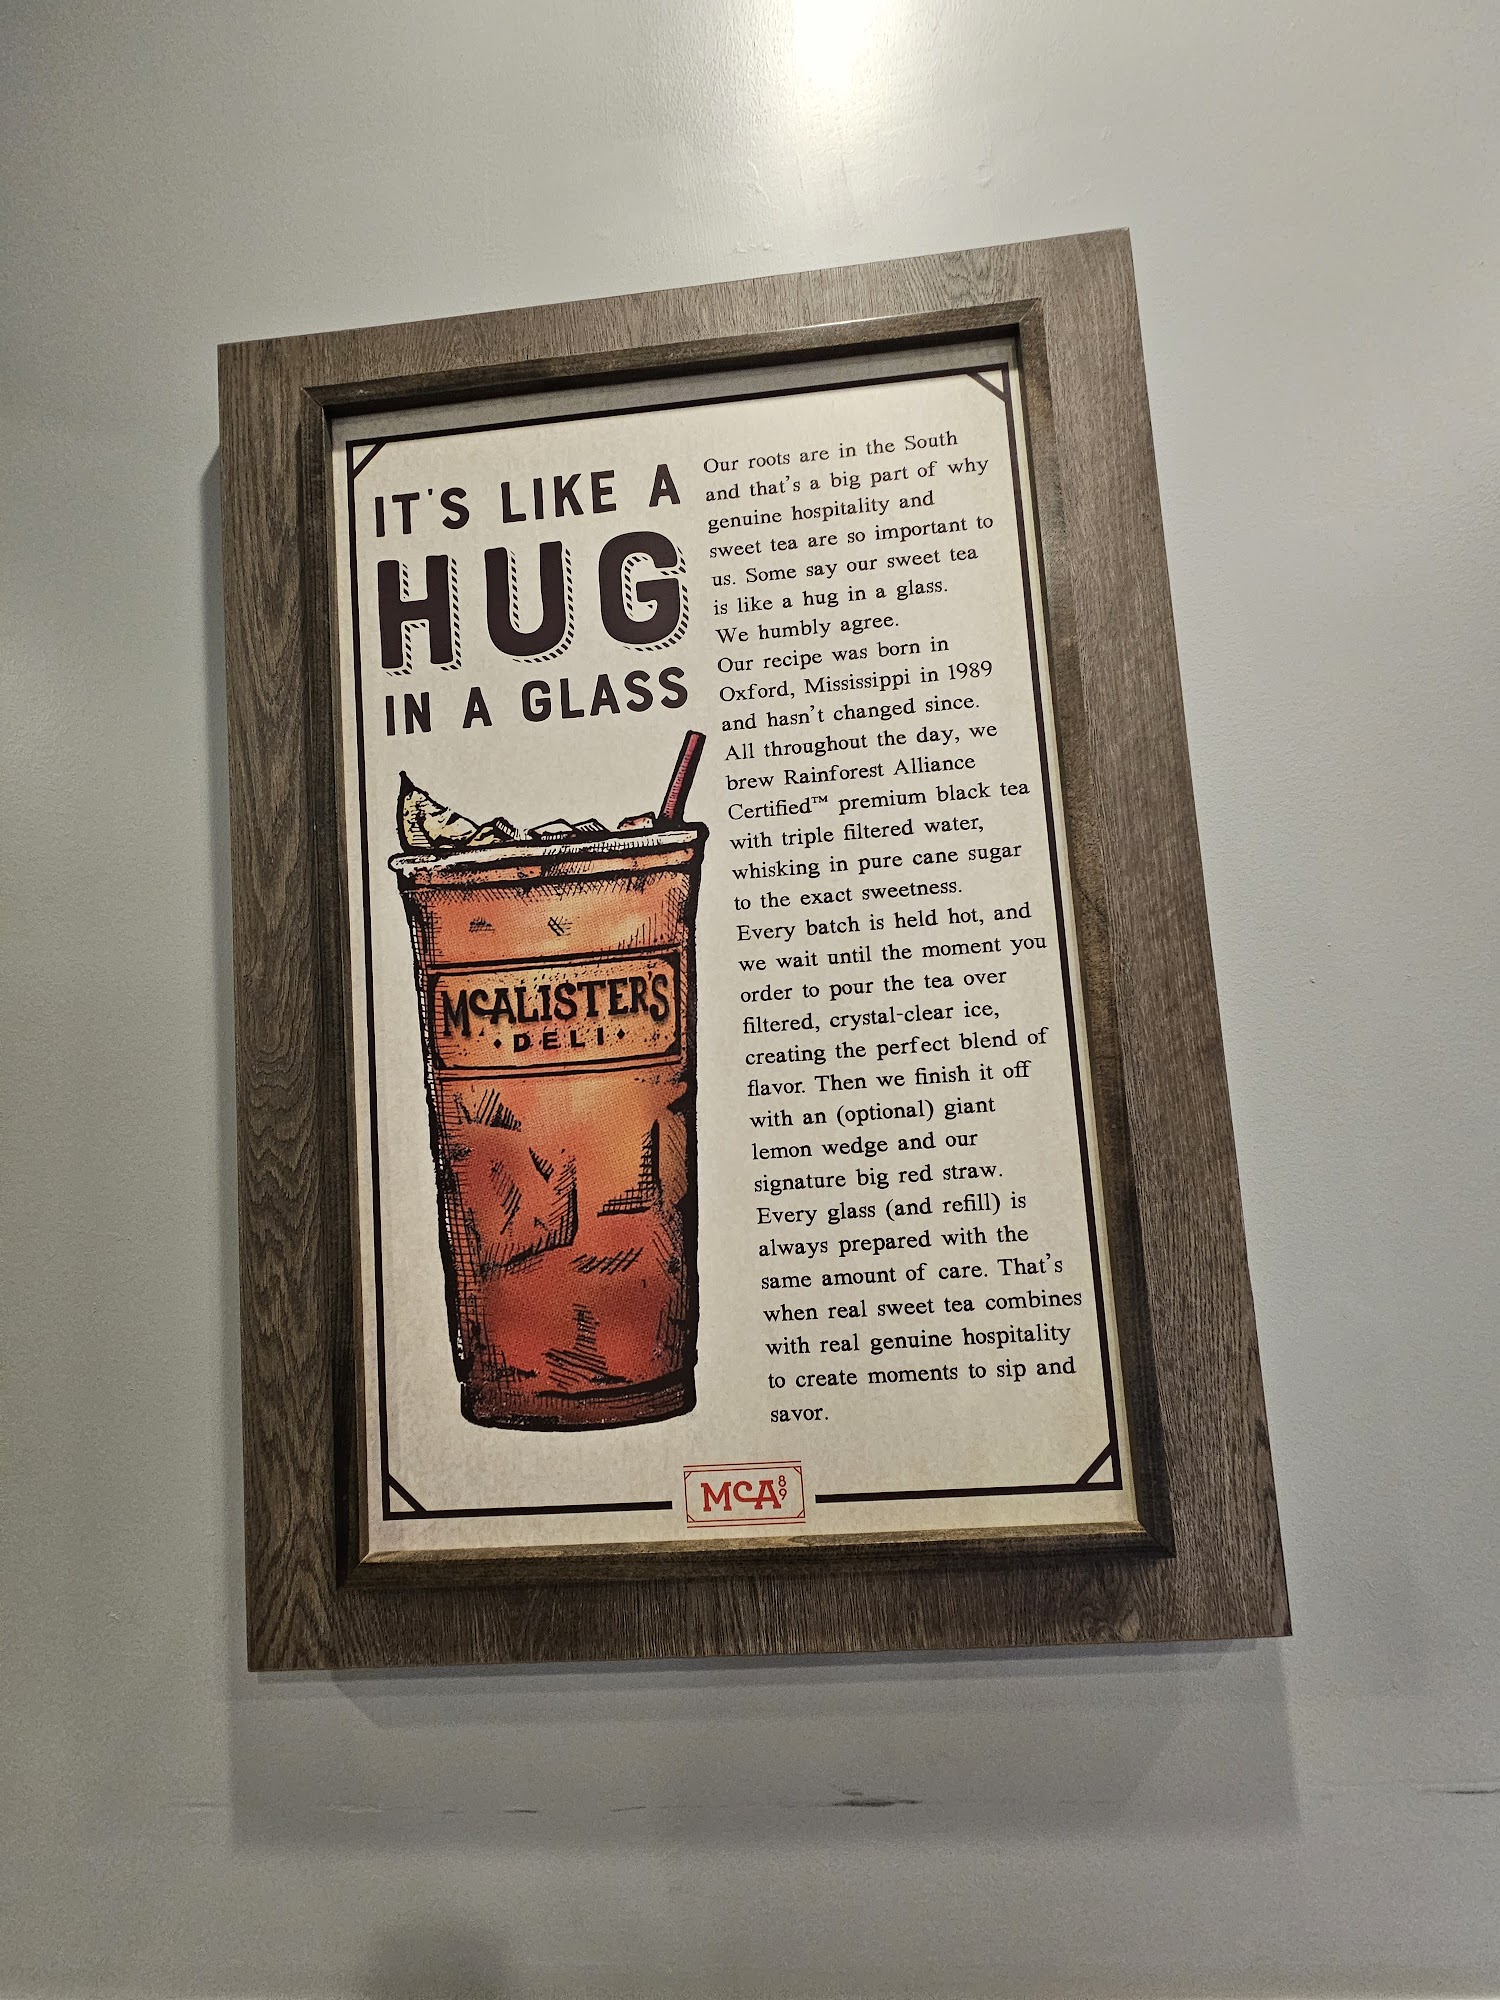 IT'S LIKE A
HUG
IN A GLASS
McALISTER'S
• DELI •
Our roots are in the South
and that's a big part of why
genuine hospitality and
sweet tea are so important to
us. Some say our sweet tea
is like a hug in a glass.
We humbly agree.
Our recipe was born in
Oxford, Mississippi in 1989
and hasn't changed since.
All throughout the day, we
brew Rainforest Alliance
Certified™ premium black tea
with triple filtered water,
whisking in pure cane sugar
to the exact sweetness.
Every batch is held hot, and
we wait until the moment you
order to pour the tea over
filtered, crystal-clear ice,
creating the perfect blend of
flavor. Then we finish it off
with an (optional) giant
lemon wedge and our
signature big red straw.
Every glass (and refill) is
always prepared with the
same amount of care. That's
when real sweet tea combines
with real genuine hospitality
to create moments to sip and
savor.
McA 89